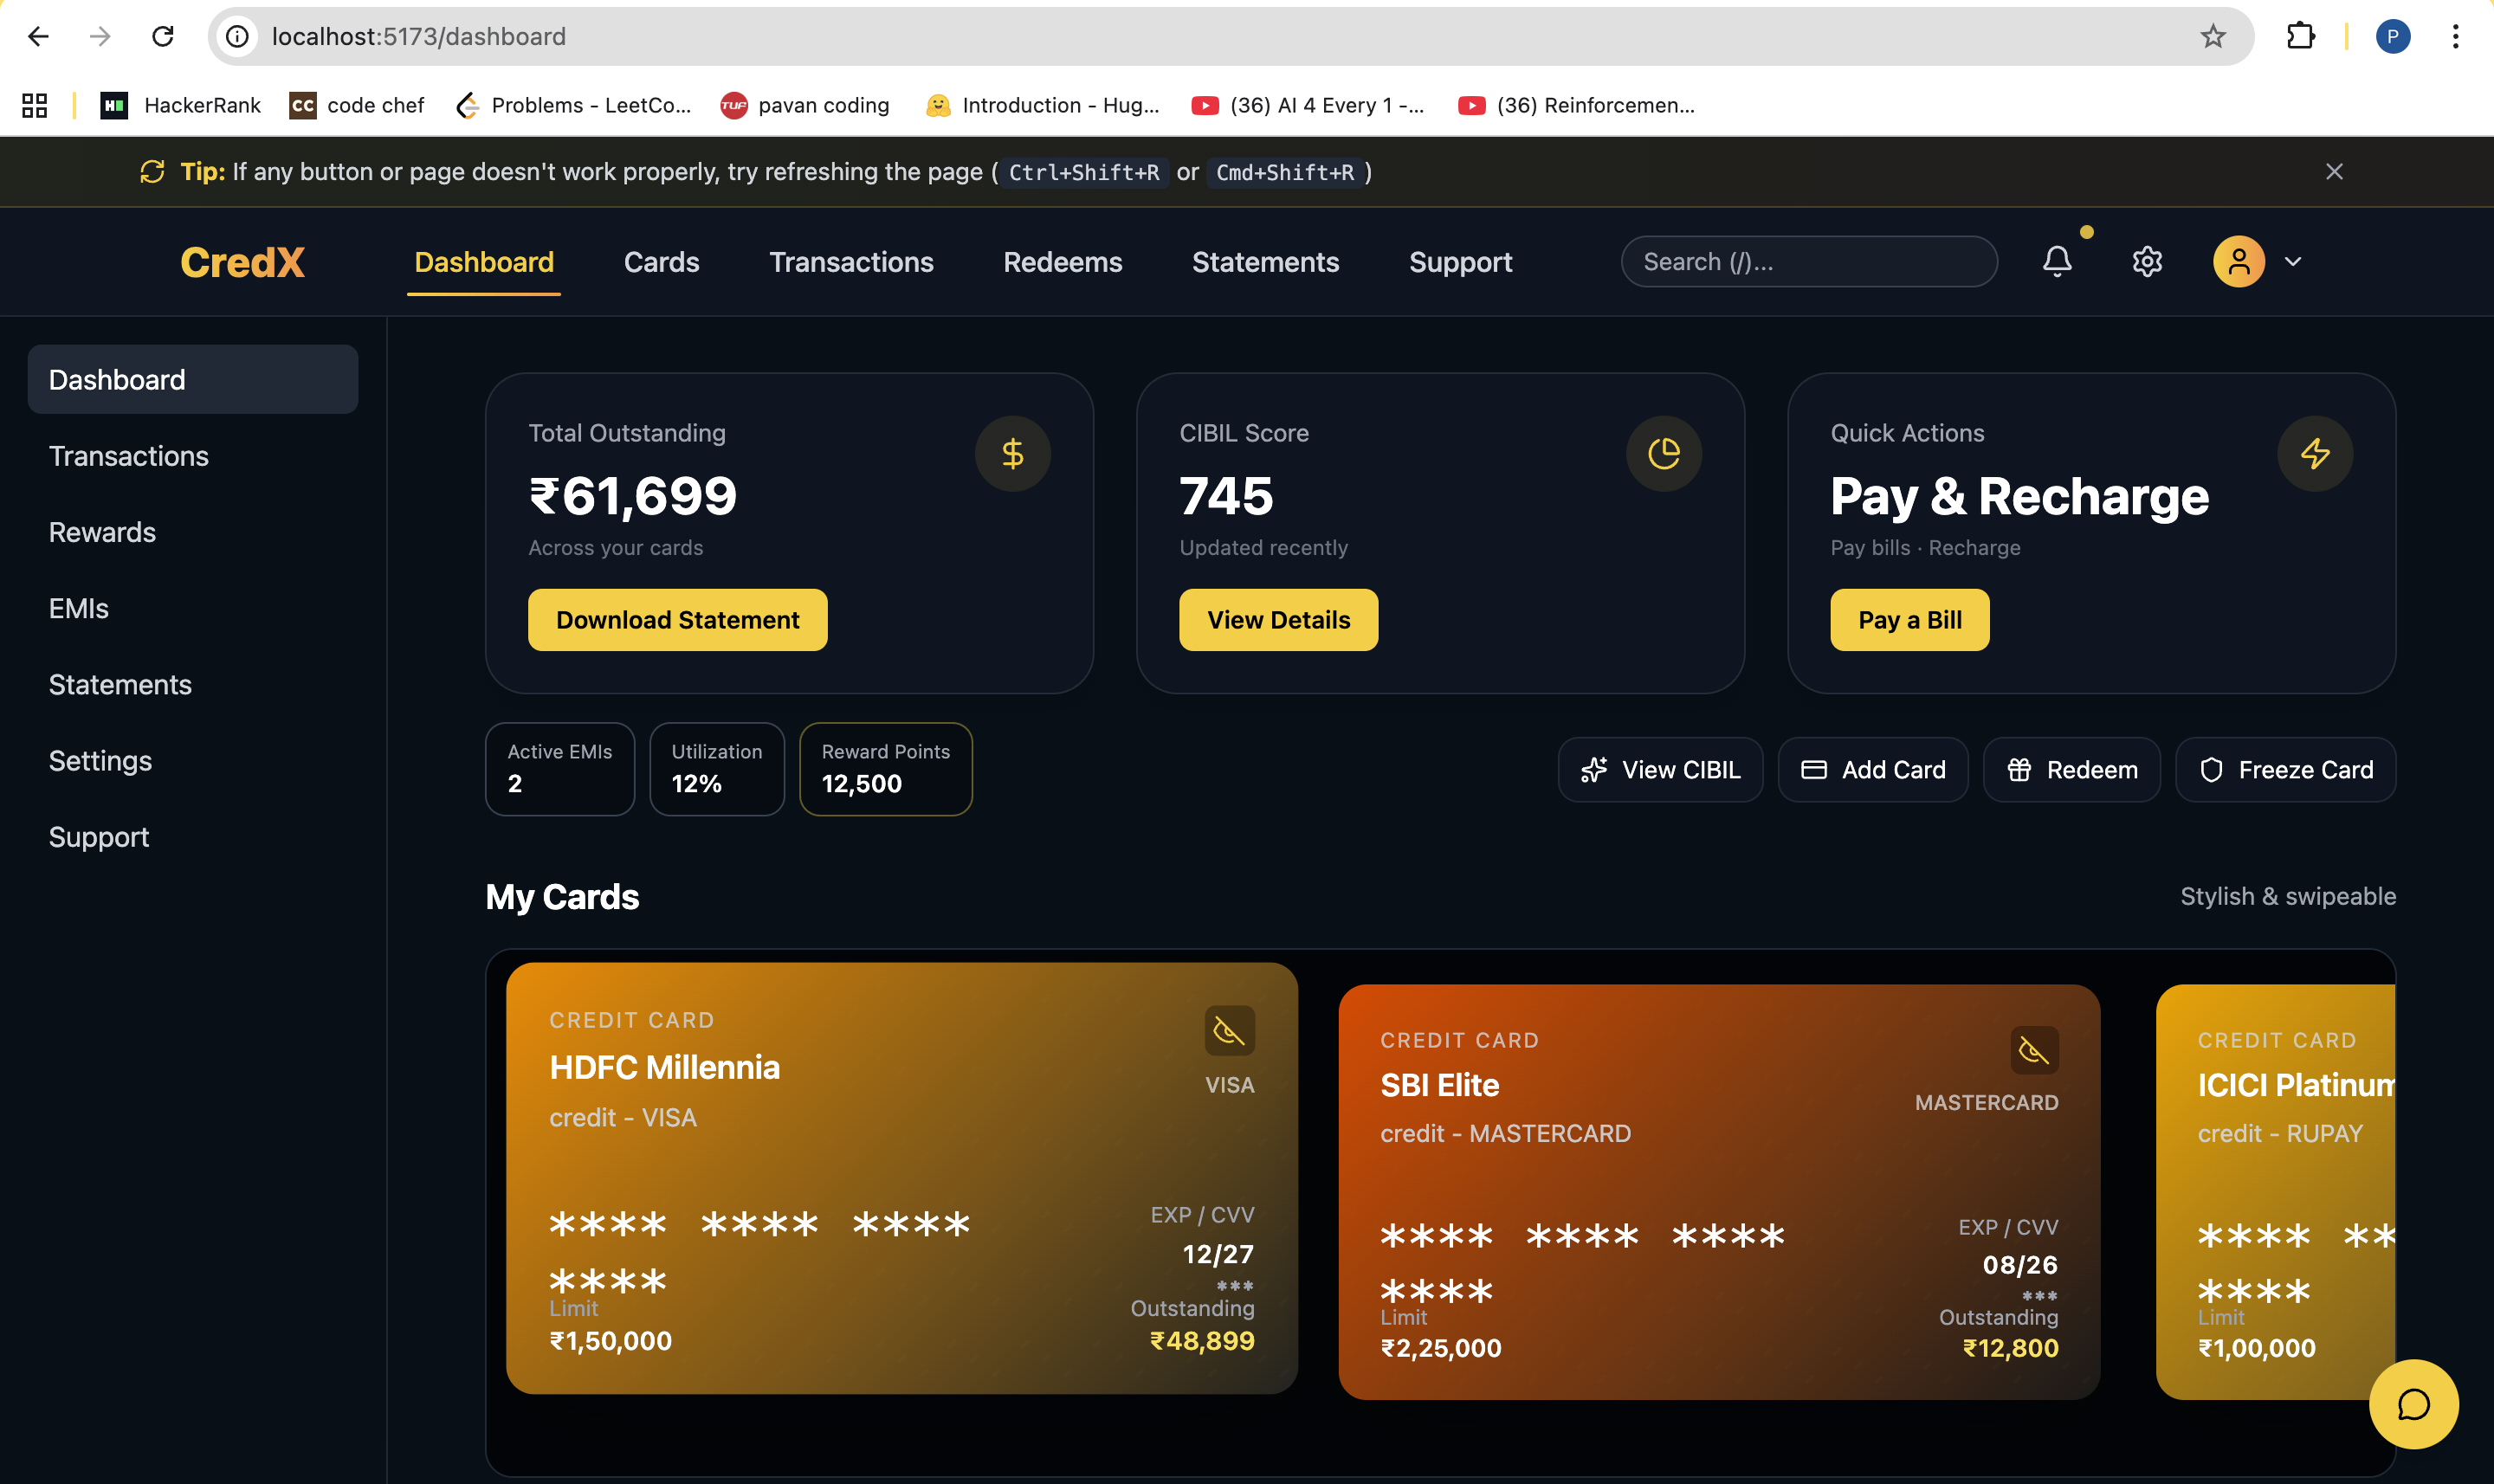 localhost:5173/dashboard
HackerRank
code chef
Problems - LeetCo...
pavan coding
Introduction - Hug...
(36) AI 4 Every 1 -...
(36) Reinforcemen...
P
Tip: If any button or page doesn't work properly, try refreshing the page ( Ctrl+Shift+R or Cmd+Shift+R )
CredX
Dashboard
Cards
Transactions
Redeems
Statements
Support
Search (/)...
Dashboard
Transactions
Rewards
EMIs
Statements
Settings
Support
Total Outstanding
₹61,699
Across your cards
Download Statement
CIBIL Score
745
Updated recently
View Details
Quick Actions
Pay & Recharge
Pay bills · Recharge
Pay a Bill
Active EMIs
2
Utilization
12%
Reward Points
12,500
View CIBIL
Add Card
Redeem
Freeze Card
My Cards
Stylish & swipeable
CREDIT CARD
HDFC Millennia
credit - VISA
VISA
**** **** ****
****
EXP / CVV
12/27
***
Limit
₹1,50,000
Outstanding
₹48,899
CREDIT CARD
SBI Elite
credit - MASTERCARD
MASTERCARD
**** **** ****
****
EXP / CVV
08/26
***
Limit
₹2,25,000
Outstanding
₹12,800
CREDIT CARD
ICICI Platinum
credit - RUPAY
**** **
****
Limit
₹1,00,000